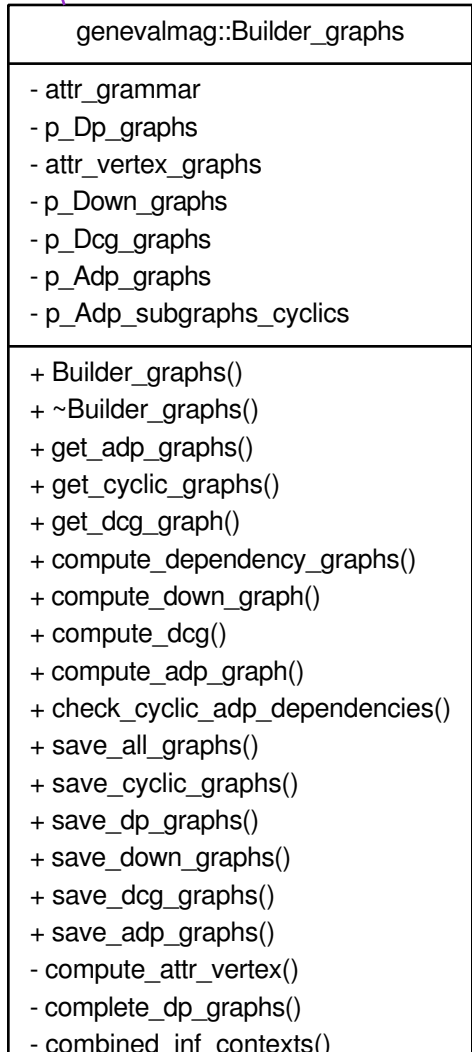 genevalmag::Builder_graphs
- attr_grammar
- p_Dp_graphs
- attr_vertex_graphs
- p_Down_graphs
- p_Dcg_graphs
- p_Adp_graphs
- p_Adp_subgraphs_cyclics
+ Builder_graphs()
+ ~Builder_graphs()
+ get_adp_graphs()
+ get_cyclic_graphs()
+ get_dcg_graph()
+ compute_dependency_graphs()
+ compute_down_graph()
+ compute_dcg()
+ compute_adp_graph()
+ check_cyclic_adp_dependencies()
+ save_all_graphs()
+ save_cyclic_graphs()
+ save_dp_graphs()
+ save_down_graphs()
+ save_dcg_graphs()
+ save_adp_graphs()
- compute_attr_vertex()
- complete_dp_graphs()
- combined_inf_contexts()